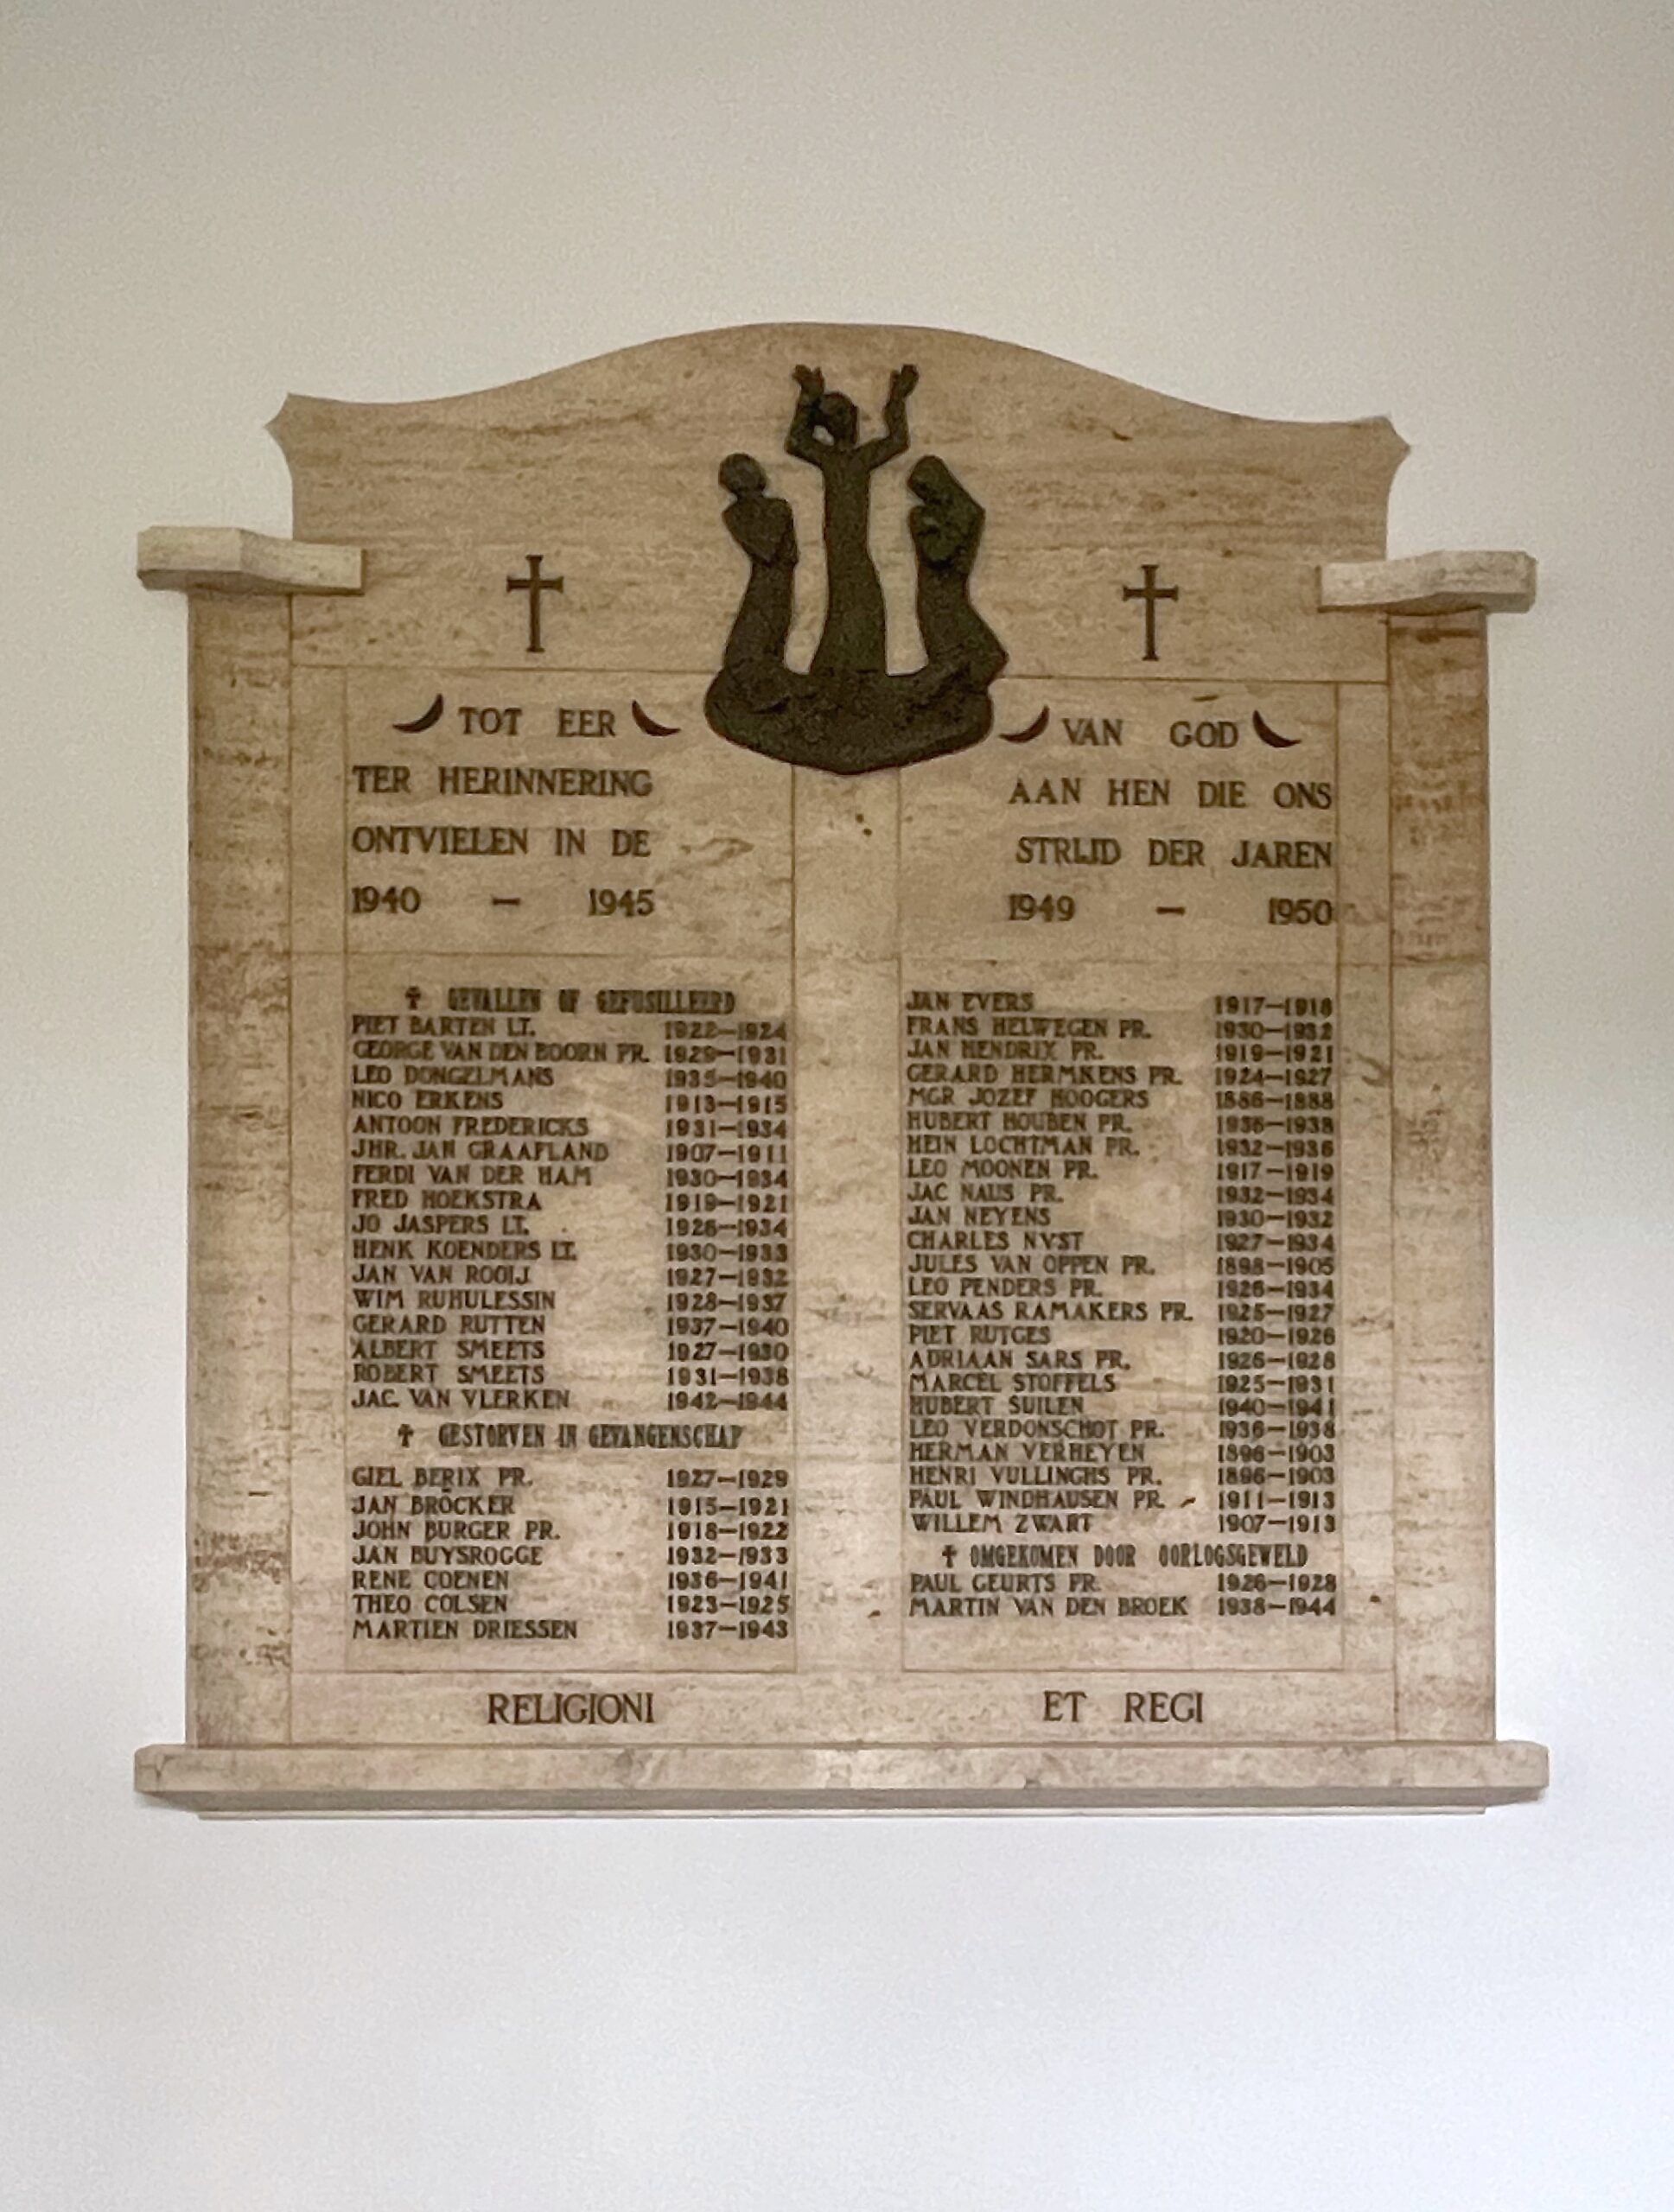 TOT EER VAN GOD
TER HERINNERING AAN HEN DIE ONS
ONTVIELEN IN DE STRIJD DER JAREN
1940 – 1945 1949 – 1950
✝ GEVALLEN OF GEFUSILLEERD
PIET BARTEN LT. 1922–1924
GEORGE VAN DEN BOORN PR. 1929–1931
LEO DONGELMANS 1935–1940
NICO ERKENS 1913–1915
ANTOON FREDERICKS 1931–1934
JHR. JAN GRAAFLAND 1907–1911
FERDI VAN DER HAM 1930–1934
FRED HOEKSTRA 1919–1921
JO JASPERS LT. 1926–1934
HENK KOENDERS LT. 1930–1933
JAN VAN ROOIJ 1927–1932
WIM RUHULESSIN 1928–1937
GERARD RUTTEN 1937–1940
ALBERT SMEETS 1927–1930
ROBERT SMEETS 1931–1938
JAC. VAN VLERKEN 1942–1944
✝ GESTORVEN IN GEVANGENSCHAP
GIEL BERIX PR. 1927–1929
JAN BRÖCKER 1915–1921
JOHN BURGER PR. 1918–1922
JAN BUYSROGGE 1932–1933
RENE COENEN 1936–1941
THEO COLSEN 1923–1925
MARTIEN DRIESSEN 1937–1943
JAN EVERS 1917–1918
FRANS HELWEGEN PR. 1930–1932
JAN HENDRIX PR. 1919–1921
GERARD HERMKENS PR. 1924–1927
MGR JOZEF HOOGERS 1886–1888
HUBERT HOUBEN PR. 1936–1938
HEIN LOCHTMAN PR. 1932–1936
LEO MOONEN PR. 1917–1919
JAC NAUS PR. 1932–1934
JAN NEYENS 1930–1932
CHARLES NYST 1927–1934
JULES VAN OPPEN PR. 1898–1905
LEO PENDERS PR. 1926–1934
SERVAAS RAMAKERS PR. 1925–1927
PIET RUTGES 1920–1926
ADRIAAN SARS PR. 1926–1928
MARCEL STOFFELS 1925–1931
HUBERT SUILEN 1940–1941
LEO VERDONSCHOT PR. 1936–1938
HERMAN VERHEYEN 1896–1903
HENRI VULLINGHS PR. 1896–1903
PAUL WINDHAUSEN PR. 1911–1913
WILLEM ZWART 1907–1913
✝ OMGEKOMEN DOOR OORLOGSGEWELD
PAUL GEURTS PR. 1926–1928
MARTIN VAN DEN BROEK 1938–1944
RELIGIONI ET REGI